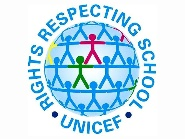 RIGHTS RESPECTING SCHOOL
UNICEF